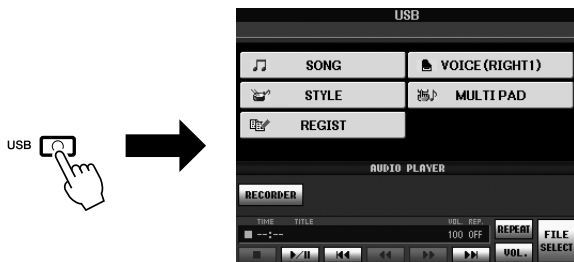 USB
USB
SONG VOICE (RIGHT1)
STYLE MULTI PAD
REGIST
AUDIO PLAYER
RECORDER
TIME TITLE VOL. REP.
--:-- 100 OFF
REPEAT
VOL.
FILE
SELECT